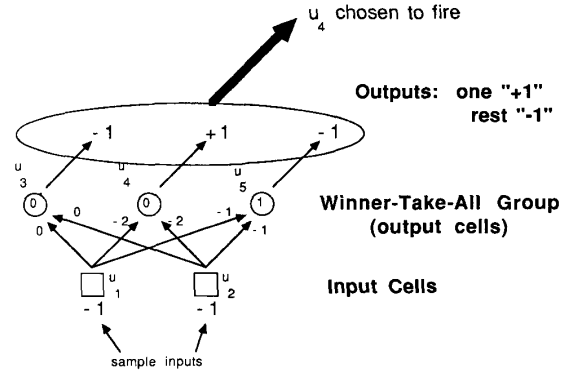 u4 chosen to fire
Outputs: one "+1"
rest "-1"
-1 +1 -1
u3 u4 u5
0 0 1
Winner-Take-All Group
(output cells)
0 0 -2 -2 -1 -1
u1 u2
Input Cells
-1 -1
sample inputs